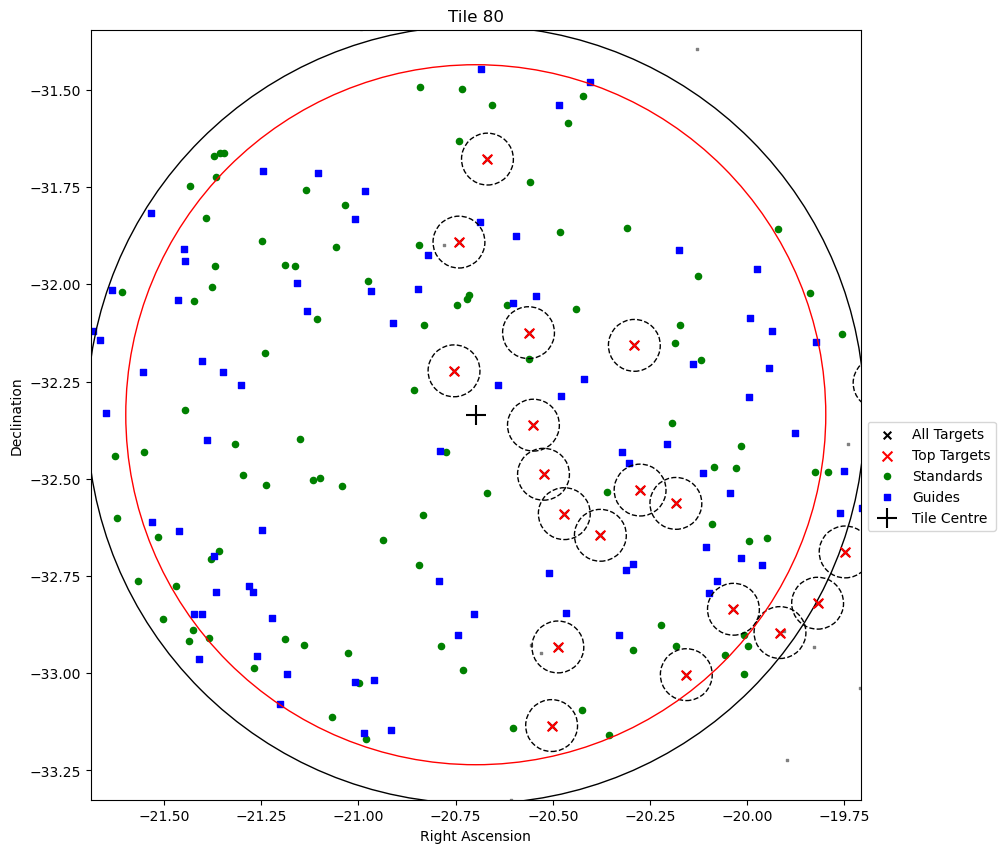 Tile 80
−31.50
−31.75
−32.00
−32.25
−32.50
−32.75
−33.00
−33.25
Declination
−21.50
−21.25
−21.00
−20.75
−20.50
−20.25
−20.00
−19.75
Right Ascension
All Targets
Top Targets
Standards
Guides
Tile Centre